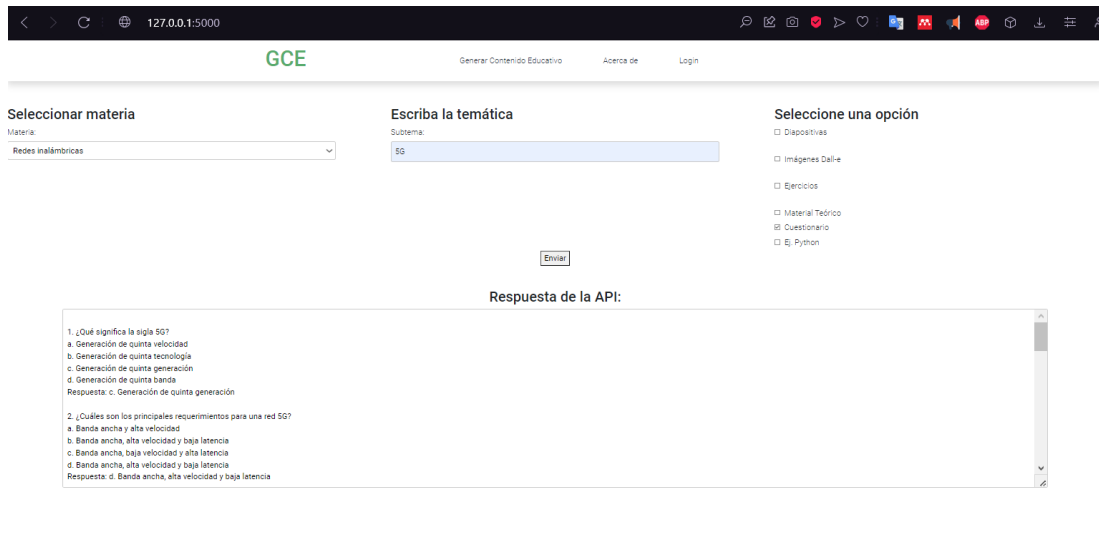 127.0.0.1:5000
ABP
GCE
Generar Contenido Educativo
Acerca de
Login
Seleccionar materia
Materia:
Redes inalámbricas
Escriba la temática
Subtema:
5G
Seleccione una opción
Diapositivas
Imágenes Dall-e
Ejercicios
Material Teórico
Cuestionario
Ej. Python
Enviar
Respuesta de la API:
1. ¿Qué significa la sigla 5G?
a. Generación de quinta velocidad
b. Generación de quinta tecnología
c. Generación de quinta generación
d. Generación de quinta banda
Respuesta: c. Generación de quinta generación
2. ¿Cuáles son los principales requerimientos para una red 5G?
a. Banda ancha y alta velocidad
b. Banda ancha, alta velocidad y baja latencia
c. Banda ancha, baja velocidad y alta latencia
d. Banda ancha, alta velocidad y baja latencia
Respuesta: d. Banda ancha, alta velocidad y baja latencia